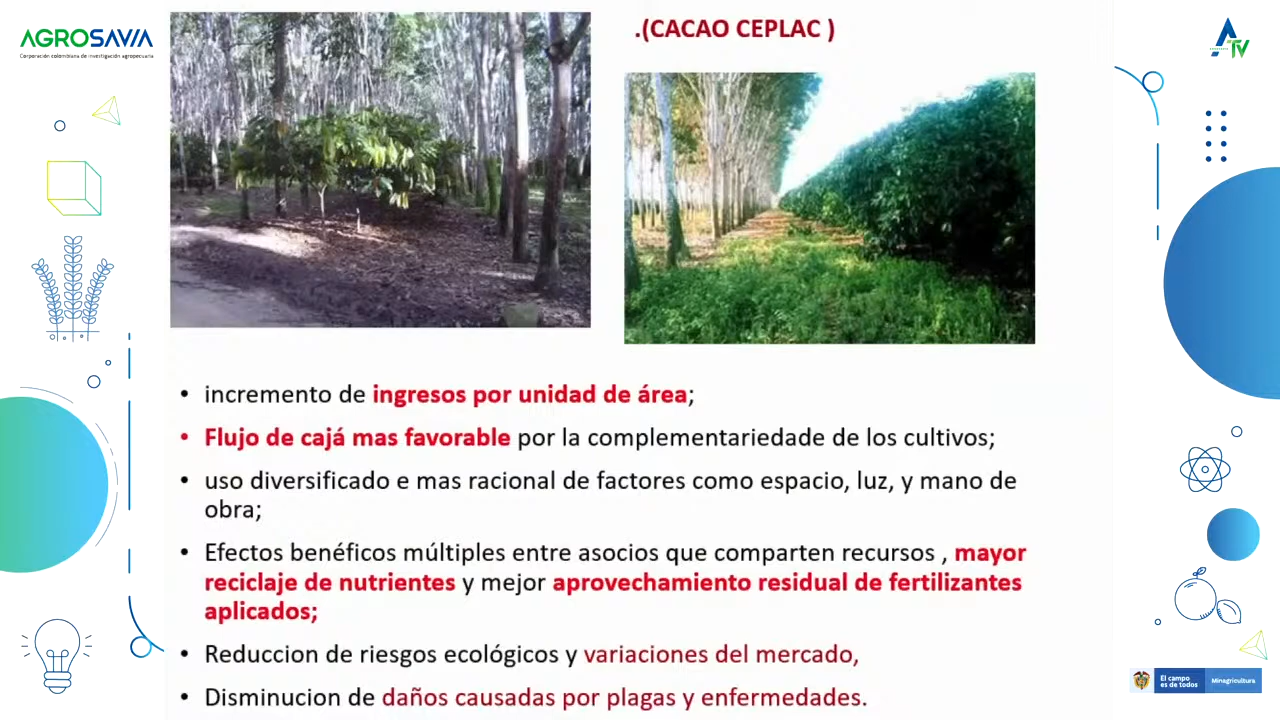 AGROSAVIA
Corporación colombiana de investigación agropecuaria
.(CACAO CEPLAC )
TV
• incremento de ingresos por unidad de área;
• Flujo de cajá mas favorable por la complementariedade de los cultivos;
• uso diversificado e mas racional de factores como espacio, luz, y mano de
obra;
• Efectos benéficos múltiples entre asocios que comparten recursos , mayor
reciclaje de nutrientes y mejor aprovechamiento residual de fertilizantes
aplicados;
• Reduccion de riesgos ecológicos y variaciones del mercado,
• Disminucion de daños causadas por plagas y enfermedades.
El campo
es de todos
Minagricultura